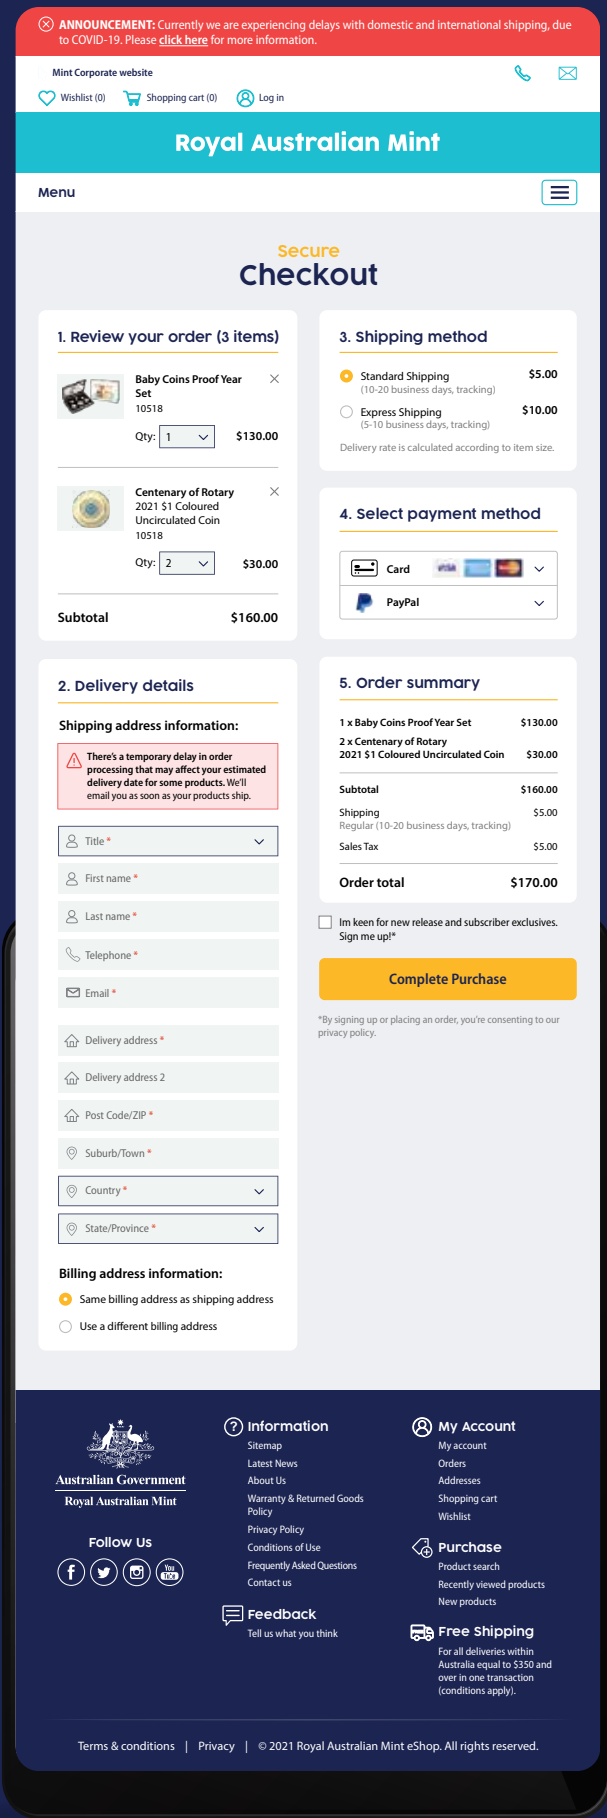 ANNOUNCEMENT: Currently we are experiencing delays with domestic and international shipping, due
to COVID-19. Please click here for more information.
Mint Corporate website
Wishlist (0)
Shopping cart (0)
Log in
Royal Australian Mint
Menu
Secure
Checkout
1. Review your order (3 items)
Baby Coins Proof Year
Set
10518
Qty: 1
$130.00
Centenary of Rotary
2021 $1 Coloured
Uncirculated Coin
10518
Qty: 2
$30.00
Subtotal
$160.00
2. Delivery details
Shipping address information:
There's a temporary delay in order
processing that may affect your estimated
delivery date for some products. We'll
email you as soon as your products ship.
Title *
First name *
Last name *
Telephone *
Email *
Delivery address *
Delivery address 2
Post Code/ZIP *
Suburb/Town *
Country *
State/Province *
Billing address information:
Same billing address as shipping address
Use a different billing address
3. Shipping method
Standard Shipping
$5.00
(10-20 business days, tracking)
Express Shipping
$10.00
(5-10 business days, tracking)
Delivery rate is calculated according to item size.
4. Select payment method
Card
VISA
PayPal
5. Order summary
1 x Baby Coins Proof Year Set
$130.00
2 x Centenary of Rotary
2021 $1 Coloured Uncirculated Coin
$30.00
Subtotal
$160.00
Shipping
$5.00
Regular (10-20 business days, tracking)
Sales Tax
$5.00
Order total
$170.00
Im keen for new release and subscriber exclusives.
Sign me up!*
Complete Purchase
*By signing up or placing an order, you're consenting to our
privacy policy.
Australian Government
Royal Australian Mint
Follow Us
You
Tube
Information
Sitemap
Latest News
About Us
Warranty & Returned Goods
Policy
Privacy Policy
Conditions of Use
Frequently Asked Questions
Contact us
Feedback
Tell us what you think
My Account
My account
Orders
Addresses
Shopping cart
Wishlist
Purchase
Product search
Recently viewed products
New products
Free Shipping
For all deliveries within
Australia equal to $350 and
over in one transaction
(conditions apply).
Terms & conditions | Privacy | © 2021 Royal Australian Mint eShop. All rights reserved.